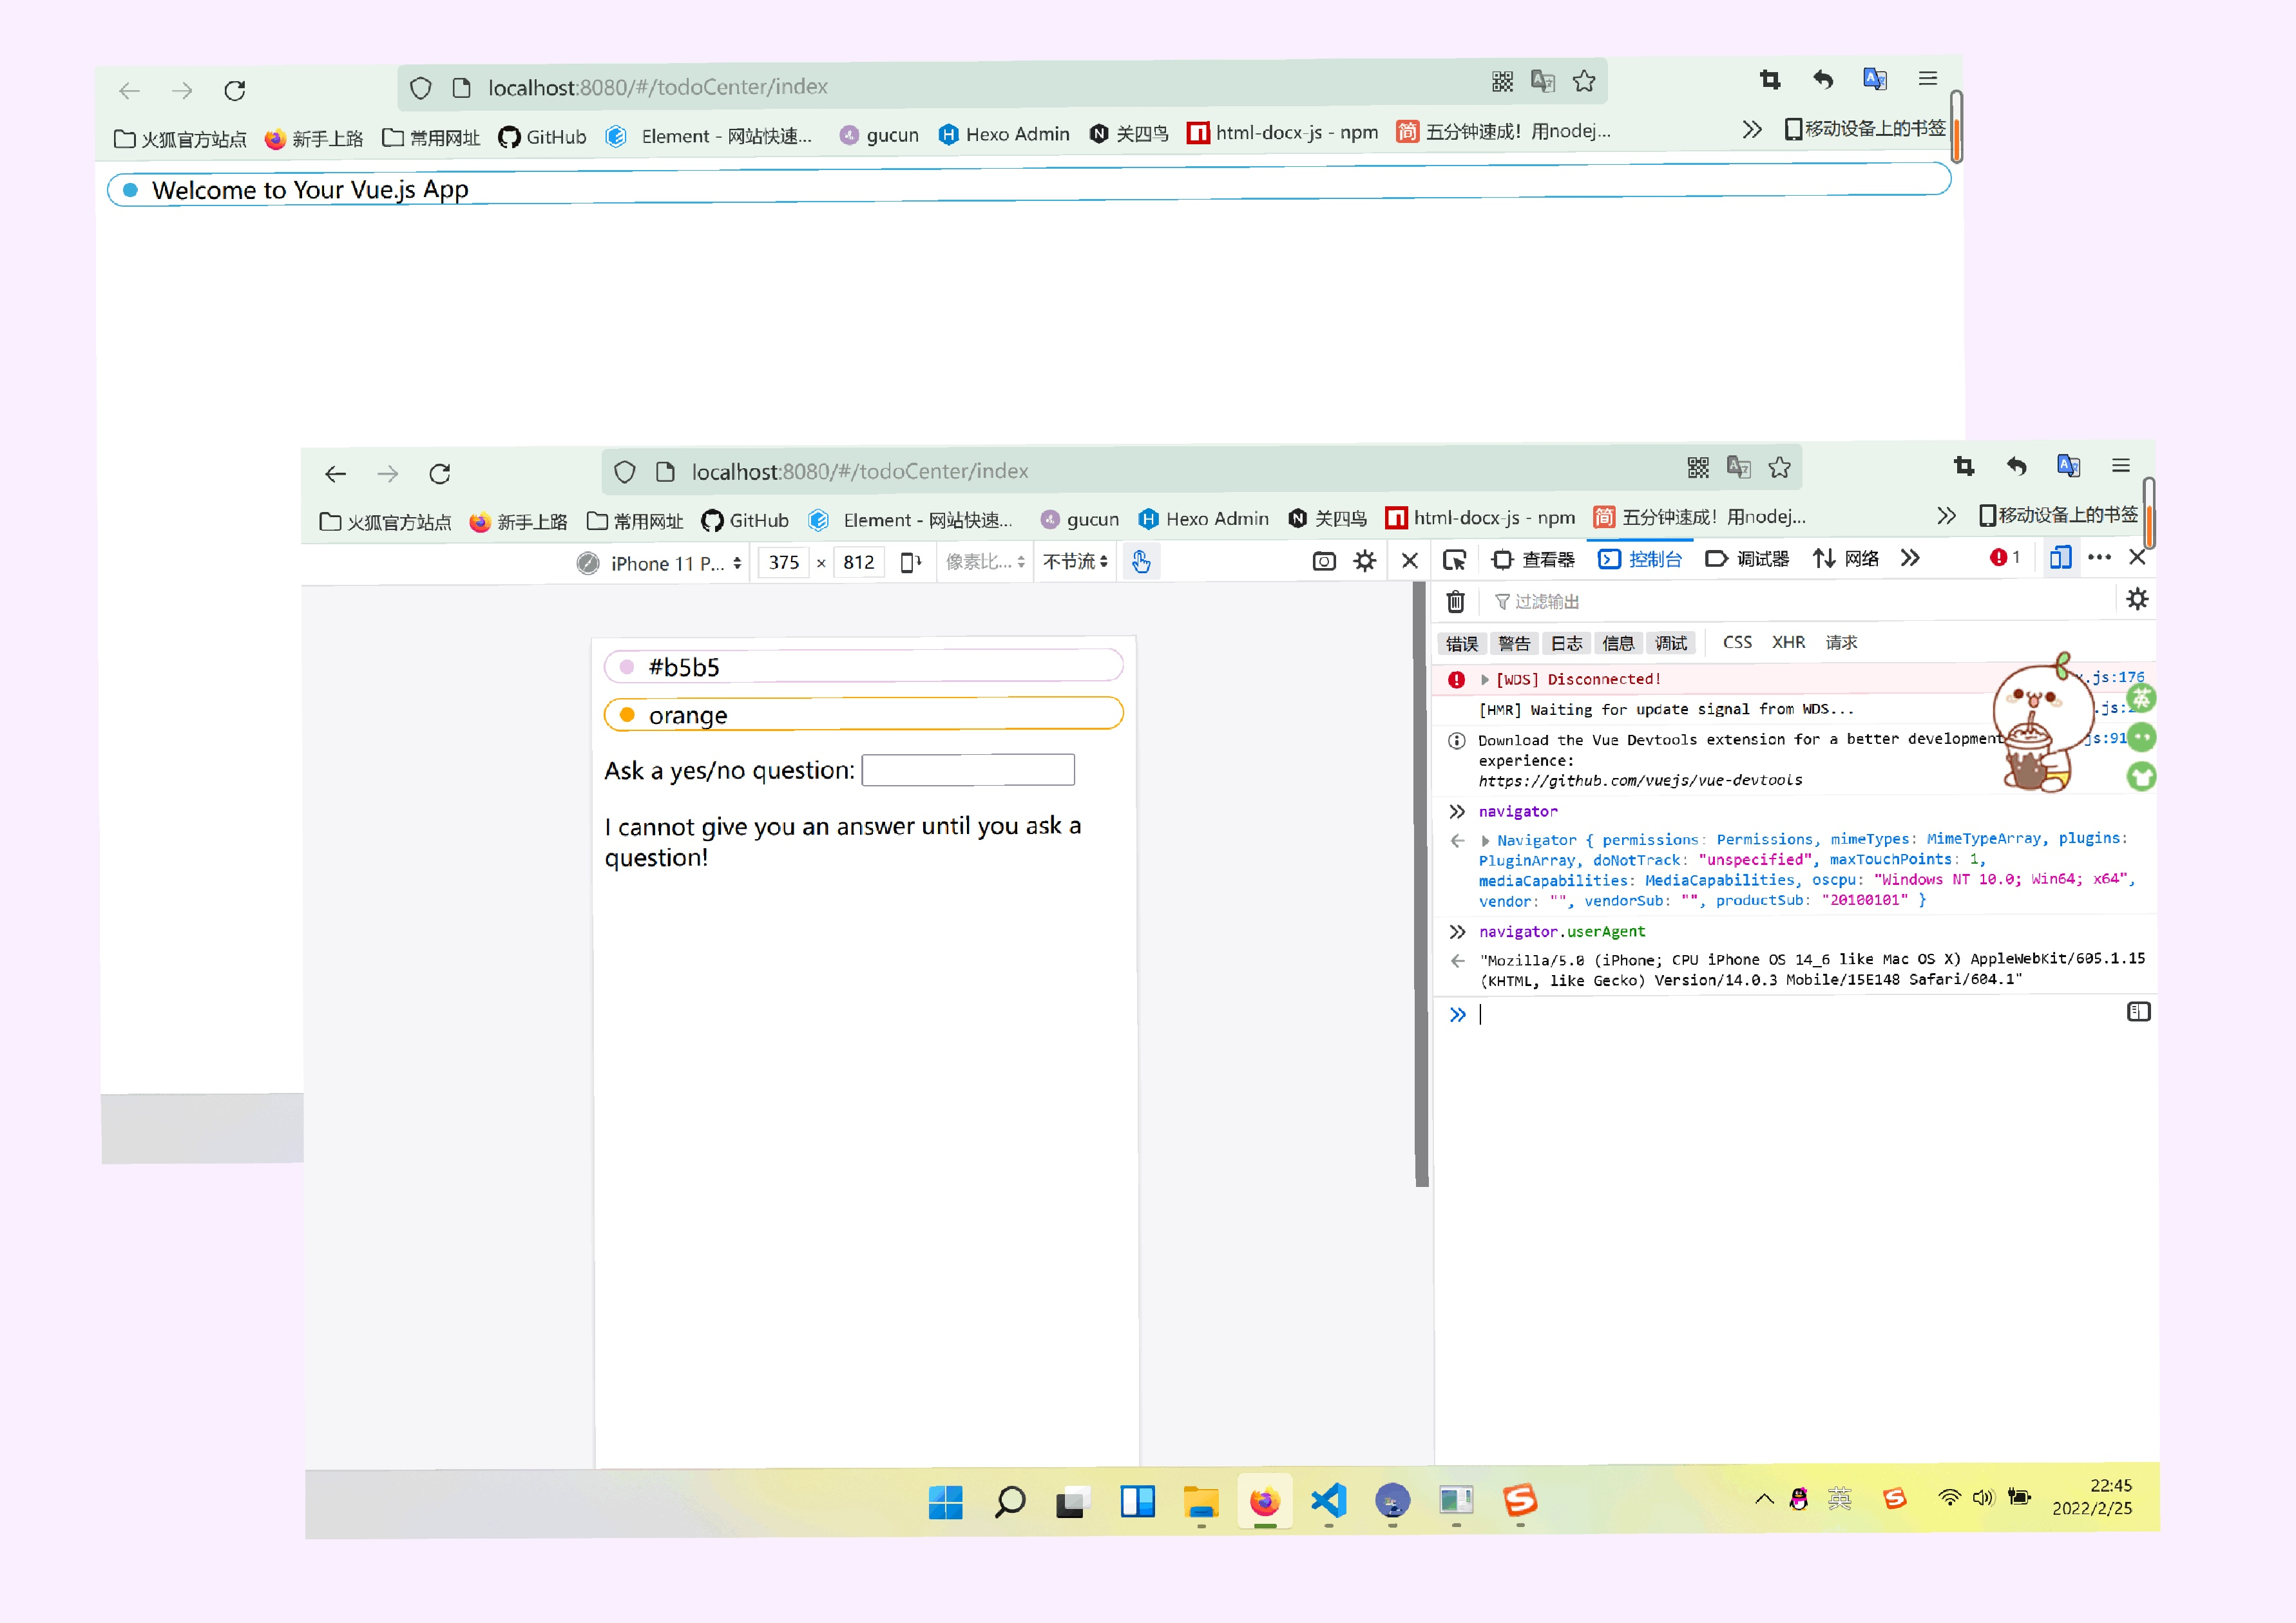 localhost:8080/#/todoCenter/index
火狐官方站点 新手上路 常用网址 GitHub Element - 网站快速... gucun Hexo Admin 关四鸟 html-docx-js - npm 简 五分钟速成！用nodej... 移动设备上的书签
Welcome to Your Vue.js App
localhost:8080/#/todoCenter/index
火狐官方站点 新手上路 常用网址 GitHub Element - 网站快速... gucun Hexo Admin 关四鸟 html-docx-js - npm 简 五分钟速成！用nodej... 移动设备上的书签
iPhone 11 P... 375 × 812 像素比... 不节流 查看器 控制台 调试器 网络 1
过滤输出
错误 警告 日志 信息 调试 CSS XHR 请求
#b5b5
orange
Ask a yes/no question:
I cannot give you an answer until you ask a
question!
[WDS] Disconnected! .js:176
[HMR] Waiting for update signal from WDS... .js:
英
Download the Vue Devtools extension for a better development js:91
experience:
https://github.com/vuejs/vue-devtools
navigator
Navigator { permissions: Permissions, mimeTypes: MimeTypeArray, plugins:
PluginArray, doNotTrack: "unspecified", maxTouchPoints: 1,
mediaCapabilities: MediaCapabilities, oscpu: "Windows NT 10.0; Win64; x64",
vendor: "", vendorSub: "", productSub: "20100101" }
navigator.userAgent
"Mozilla/5.0 (iPhone; CPU iPhone OS 14_6 like Mac OS X) AppleWebKit/605.1.15
(KHTML, like Gecko) Version/14.0.3 Mobile/15E148 Safari/604.1"
英 22:45
2022/2/25